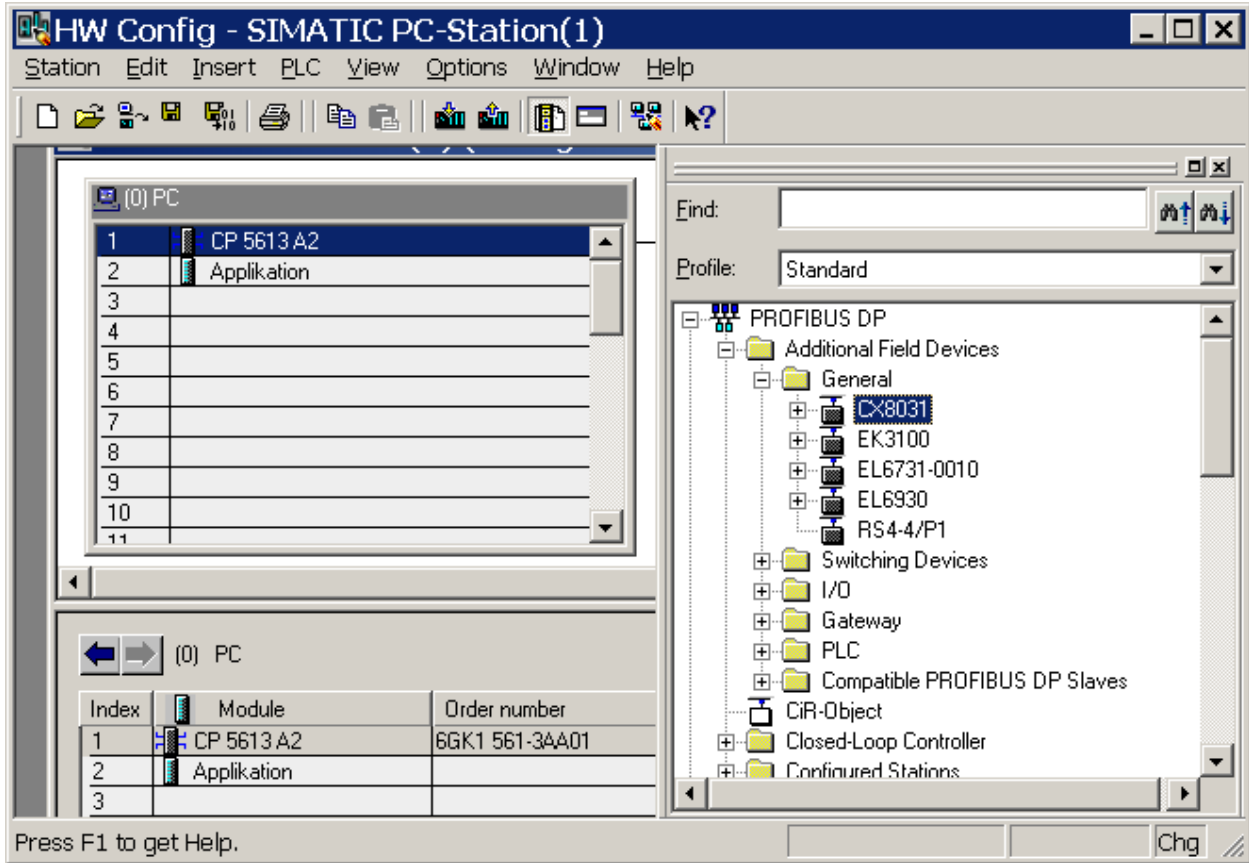 HW Config - SIMATIC PC-Station(1)
Station Edit Insert PLC View Options Window Help
(0) PC
1 CP 5613 A2
2 Applikation
3
4
5
6
7
8
9
10
11
Find:
Profile: Standard
PROFIBUS DP
Additional Field Devices
General
CX8031
EK3100
EL6731-0010
EL6930
RS4-4/P1
Switching Devices
I/O
Gateway
PLC
Compatible PROFIBUS DP Slaves
CiR-Object
Closed-Loop Controller
Configured Stations
(0) PC
Index Module Order number
1 CP 5613 A2 6GK1 561-3AA01
2 Applikation
3
Press F1 to get Help.
Chg